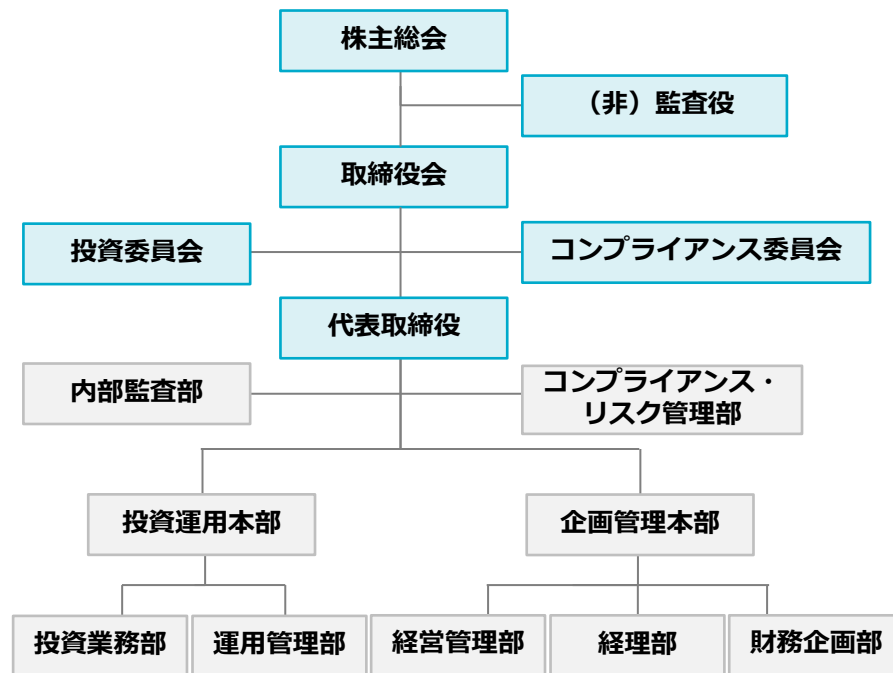 株主総会
（非）監査役
取締役会
投資委員会
コンプライアンス委員会
代表取締役
内部監査部
コンプライアンス・
リスク管理部
投資運用本部
企画管理本部
投資業務部
運用管理部
経営管理部
経理部
財務企画部